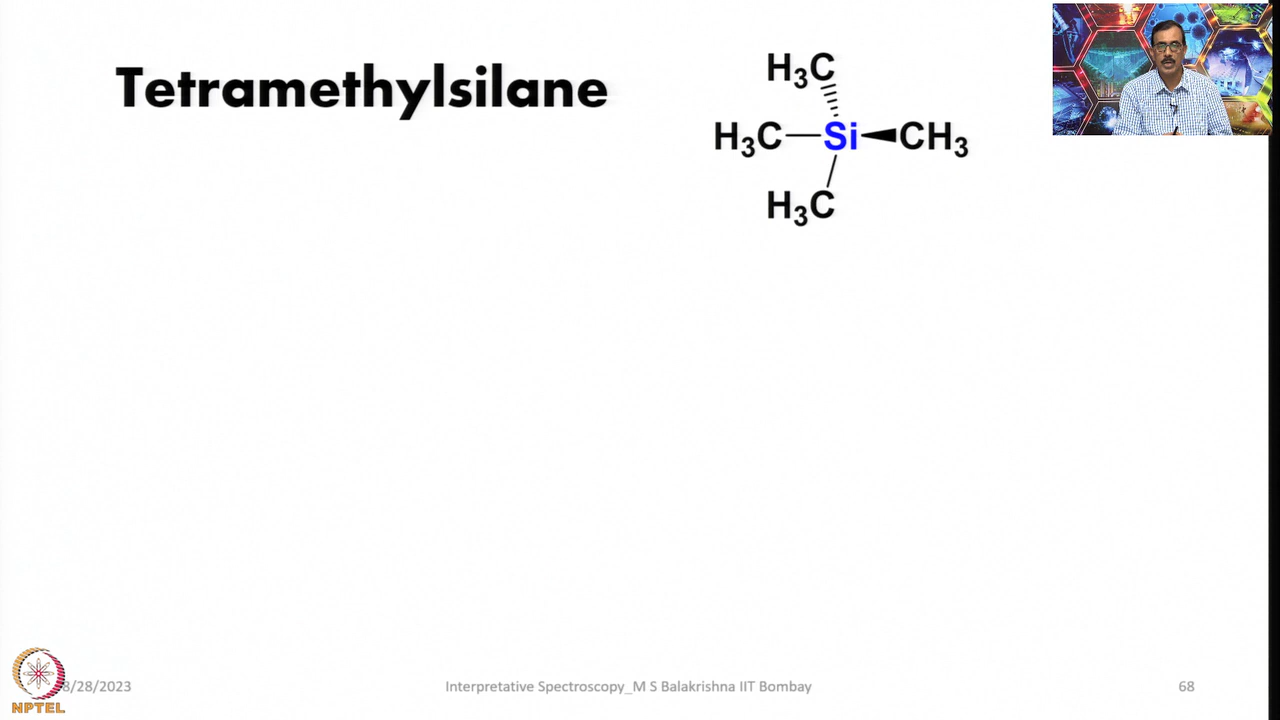 Tetramethylsilane
H₃C
H₃C Si CH₃
H₃C
8/28/2023
Interpretative Spectroscopy_M S Balakrishna IIT Bombay
68
NPTEL